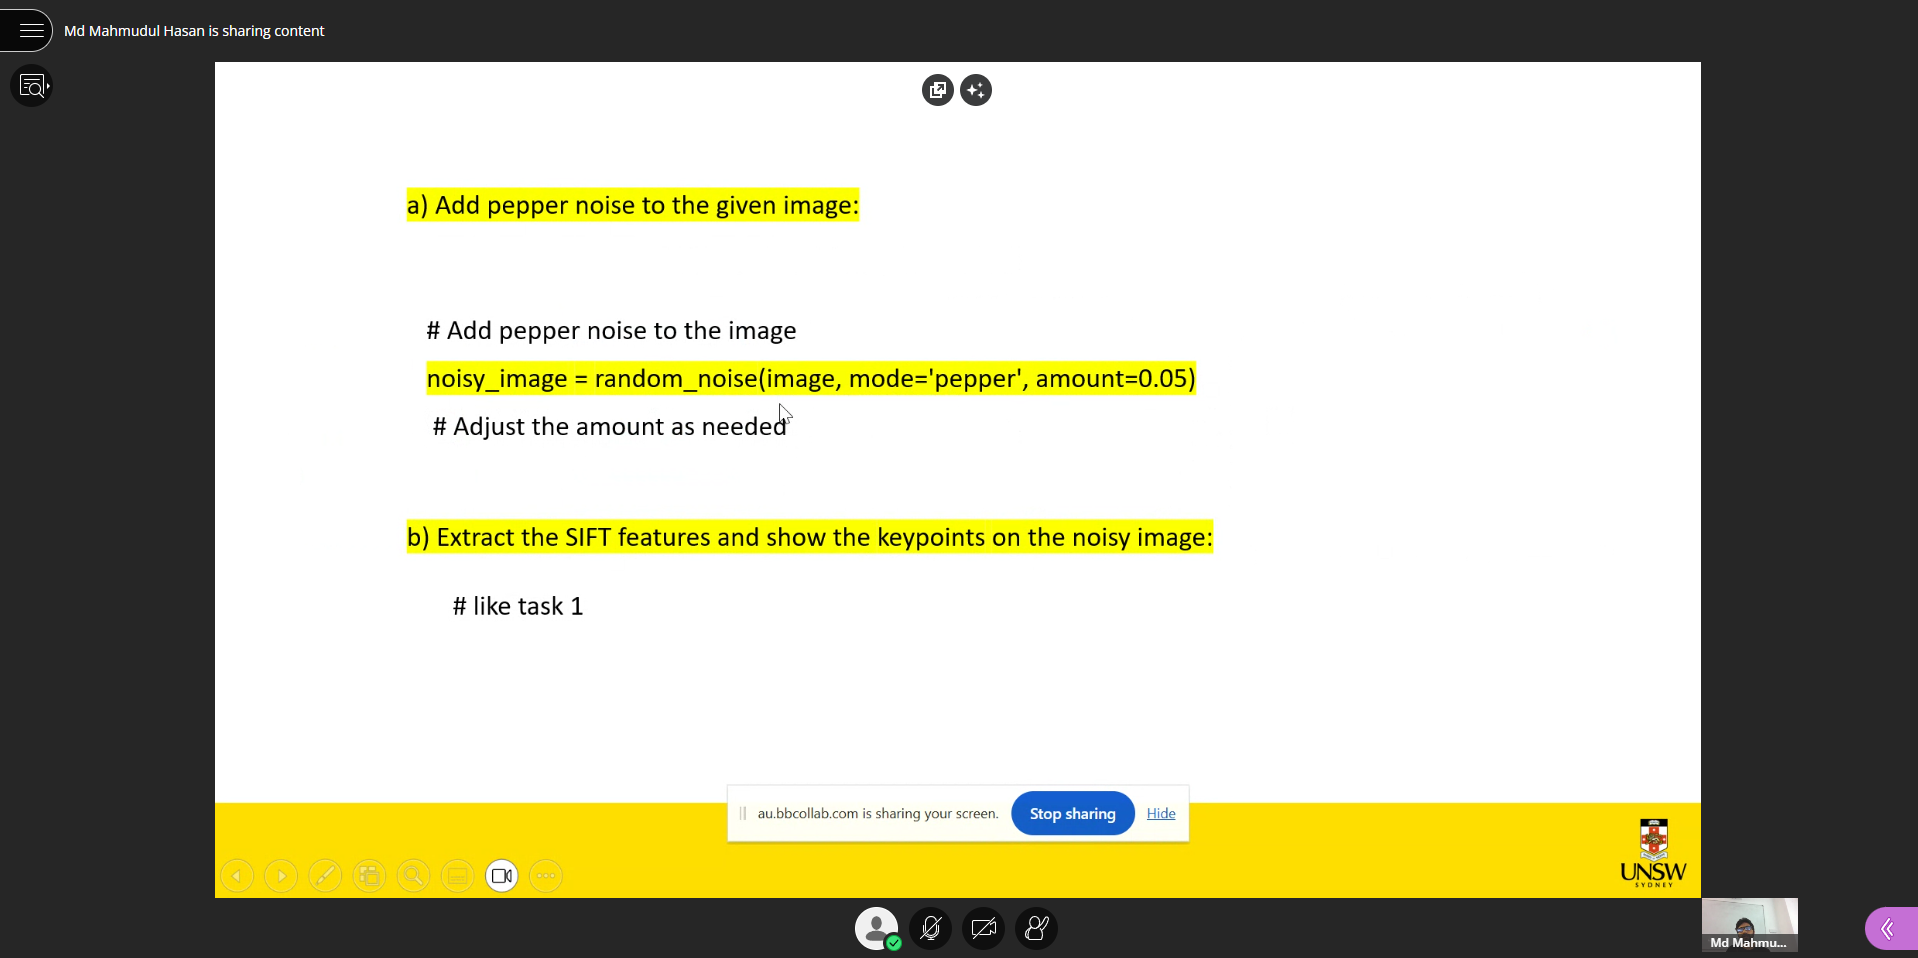 Md Mahmudul Hasan is sharing content
a) Add pepper noise to the given image:
# Add pepper noise to the image
noisy_image = random_noise(image, mode='pepper', amount=0.05)
# Adjust the amount as needed
b) Extract the SIFT features and show the keypoints on the noisy image:
# like task 1
au.bbcollab.com is sharing your screen. Stop sharing Hide
UNSW
SYDNEY
Md Mahmu...